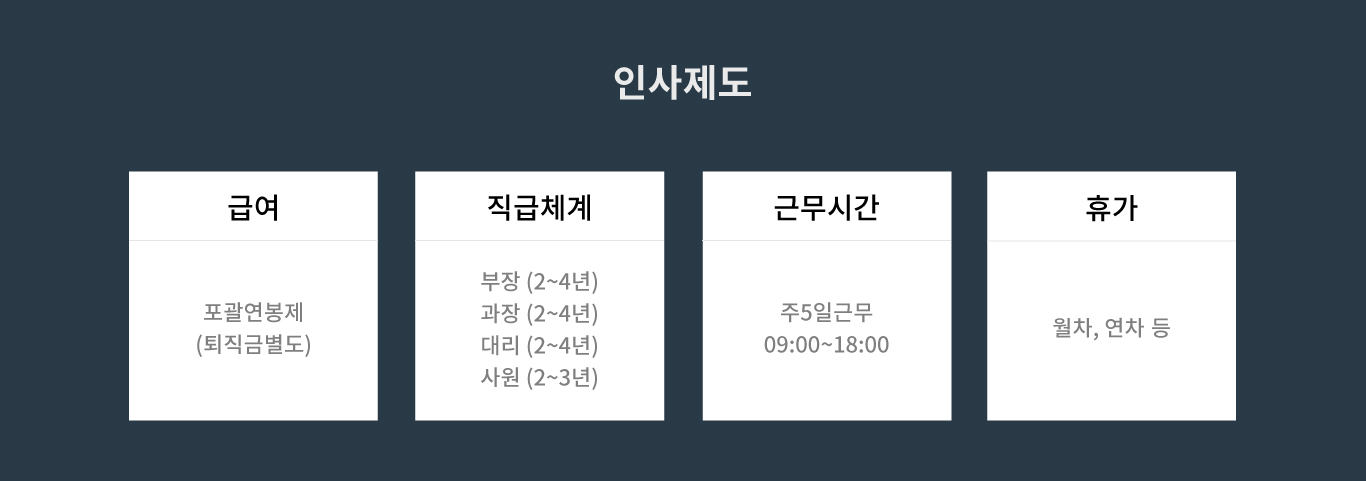 인사제도
급여
포괄연봉제
(퇴직금별도)
직급체계
부장 (2~4년)
과장 (2~4년)
대리 (2~4년)
사원 (2~3년)
근무시간
주5일근무
09:00~18:00
휴가
월차, 연차 등